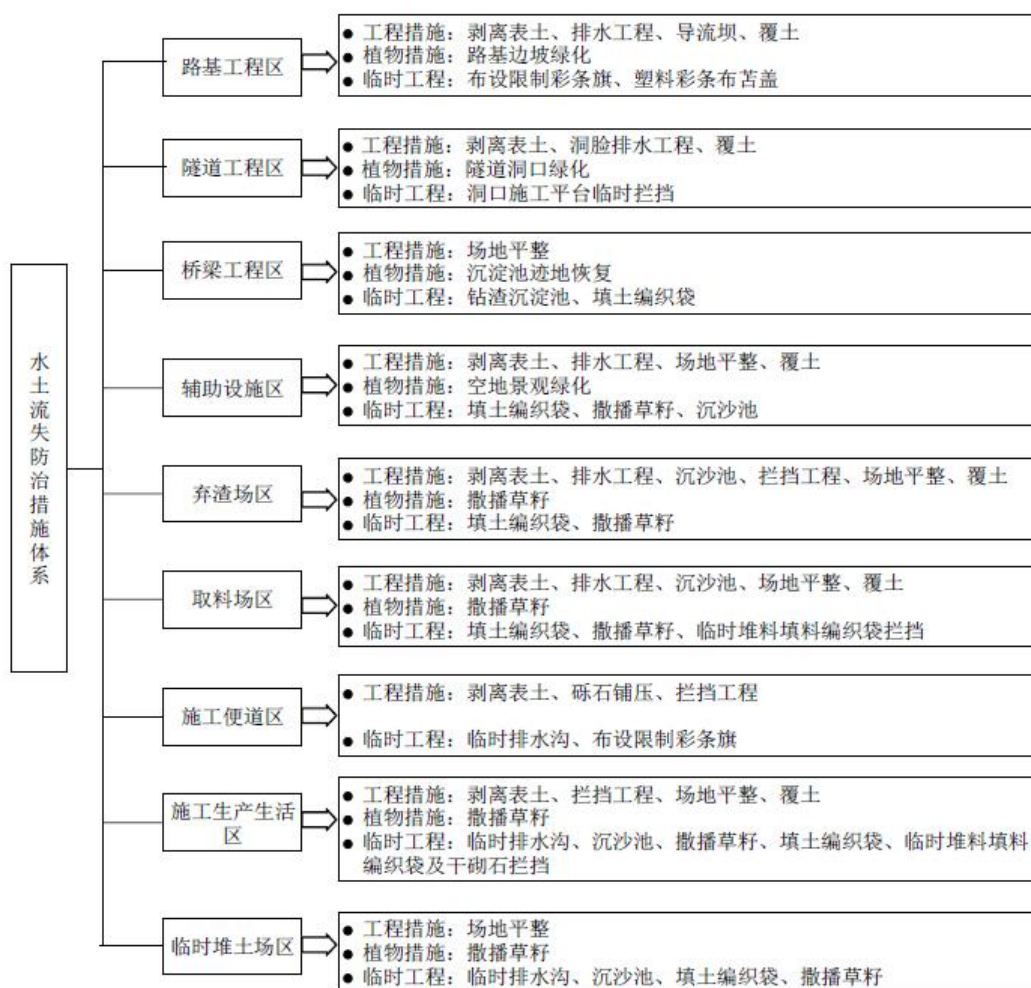 水土流失防治措施体系
路基工程区
● 工程措施：剥离表土、排水工程、导流坝、覆土
● 植物措施：路基边坡绿化
● 临时工程：布设限制彩条旗、塑料彩条布苫盖
隧道工程区
● 工程措施：剥离表土、洞脸排水工程、覆土
● 植物措施：隧道洞口绿化
● 临时工程：洞口施工平台临时拦挡
桥梁工程区
● 工程措施：场地平整
● 植物措施：沉淀池迹地恢复
● 临时工程：钻渣沉淀池、填土编织袋
辅助设施区
● 工程措施：剥离表土、排水工程、场地平整、覆土
● 植物措施：空地景观绿化
● 临时工程：填土编织袋、撒播草籽、沉沙池
弃渣场区
● 工程措施：剥离表土、排水工程、沉沙池、拦挡工程、场地平整、覆土
● 植物措施：撒播草籽
● 临时工程：填土编织袋、撒播草籽
取料场区
● 工程措施：剥离表土、排水工程、沉沙池、场地平整、覆土
● 植物措施：撒播草籽
● 临时工程：填土编织袋、撒播草籽、临时堆料填料编织袋拦挡
施工便道区
● 工程措施：剥离表土、砾石铺压、拦挡工程
● 临时工程：临时排水沟、布设限制彩条旗
施工生产生活
区
● 工程措施：剥离表土、拦挡工程、场地平整、覆土
● 植物措施：撒播草籽
● 临时工程：临时排水沟、沉沙池、撒播草籽、填土编织袋、临时堆料填料
编织袋及干砌石拦挡
临时堆土场区
● 工程措施：场地平整
● 植物措施：撒播草籽
● 临时工程：临时排水沟、沉沙池、填土编织袋、撒播草籽